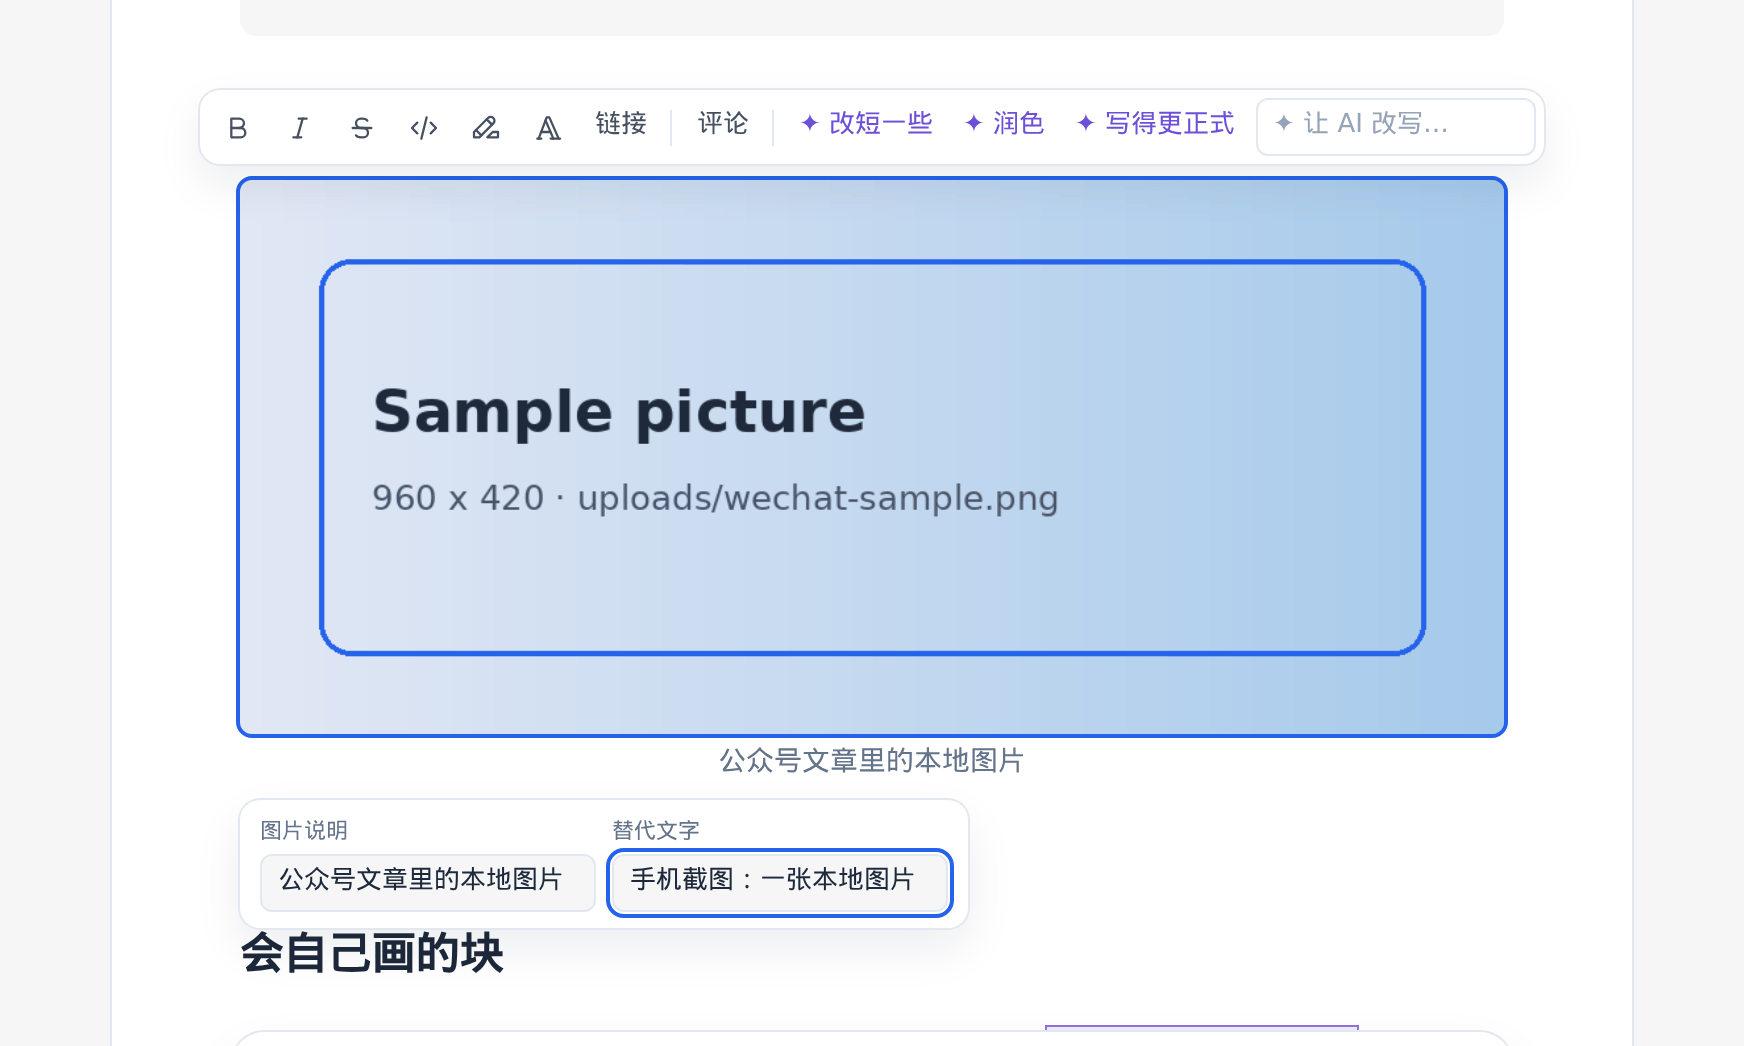 B I S </> A 链接 评论 ✦ 改短一些 ✦ 润色 ✦ 写得更正式 ✦ 让 AI 改写...
Sample picture
960 x 420 · uploads/wechat-sample.png
公众号文章里的本地图片
图片说明 替代文字
公众号文章里的本地图片 手机截图：一张本地图片
会自己画的块